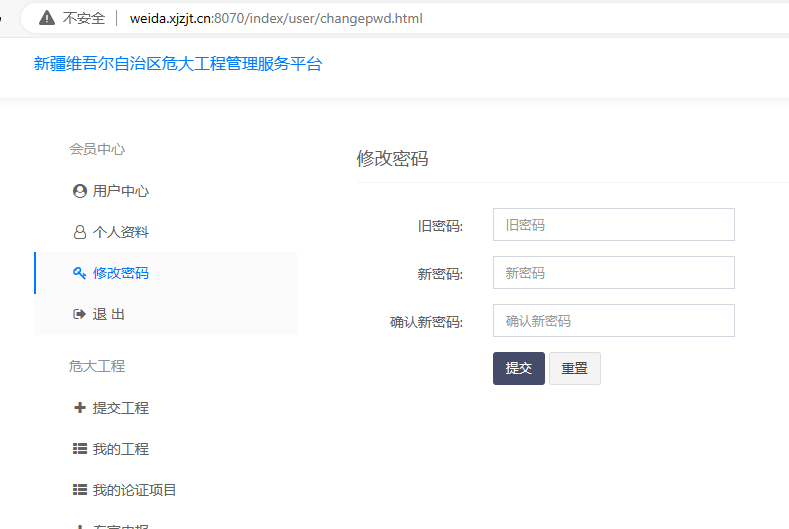 不安全 weida.xjzjt.cn:8070/index/user/changepwd.html
新疆维吾尔自治区危大工程管理服务平台
会员中心
用户中心
个人资料
修改密码
退 出
危大工程
提交工程
我的工程
我的论证项目
修改密码
旧密码: 旧密码
新密码: 新密码
确认新密码: 确认新密码
提交 重置